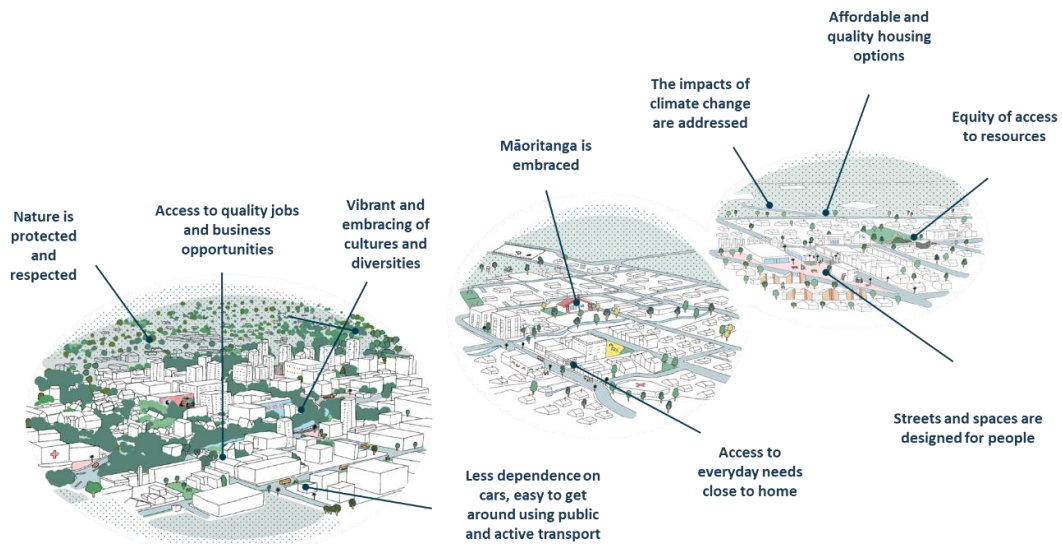 Nature is
protected
and
respected
Access to quality jobs
and business
opportunities
Vibrant and
embracing of
cultures and
diversities
Less dependence on
cars, easy to get
around using public
and active transport
Māoritanga is
embraced
Access to
everyday needs
close to home
The impacts of
climate change
are addressed
Affordable and
quality housing
options
Equity of access
to resources
Streets and spaces are
designed for people